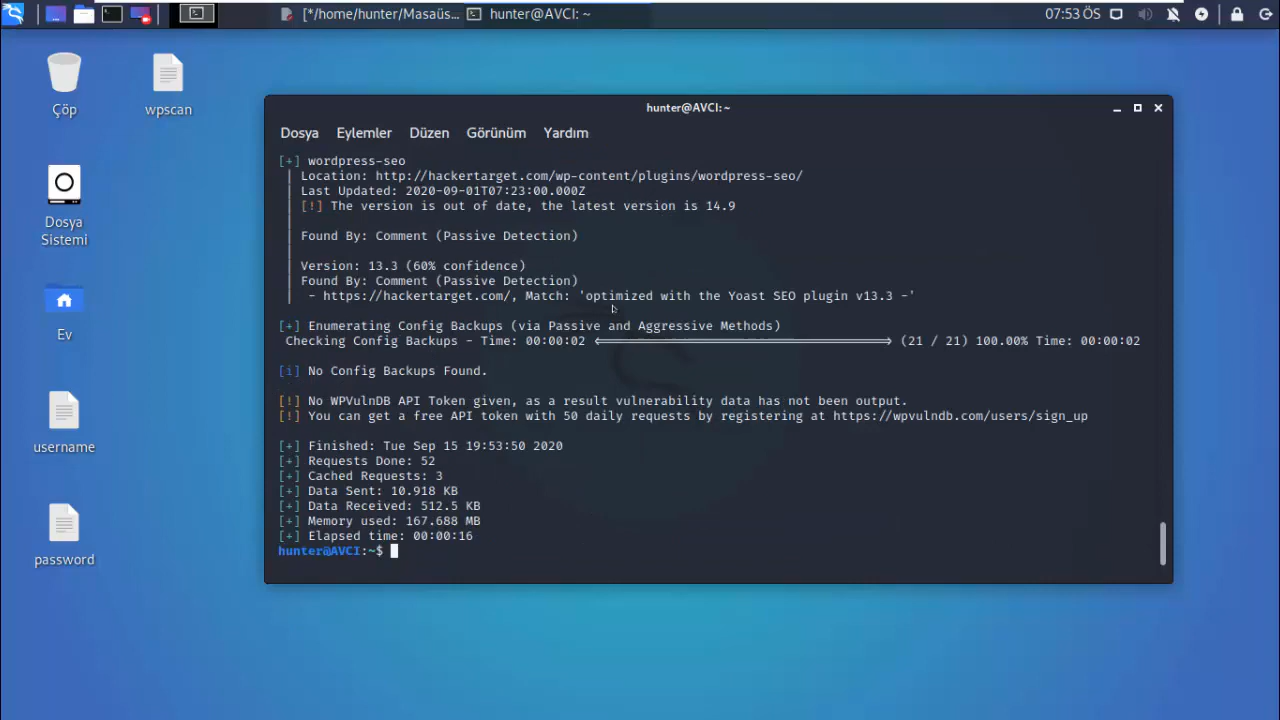 [*/home/hunter/Masaüs...
hunter@AVCI: ~
07:53 ÖS
Çöp
wpscan
Dosya
Sistemi
Ev
username
password
hunter@AVCI:~
Dosya Eylemler Düzen Görünüm Yardım
[+] wordpress-seo
| Location: http://hackertarget.com/wp-content/plugins/wordpress-seo/
| Last Updated: 2020-09-01T07:23:00.000Z
| [!] The version is out of date, the latest version is 14.9
|
| Found By: Comment (Passive Detection)
|
| Version: 13.3 (60% confidence)
| Found By: Comment (Passive Detection)
|  - https://hackertarget.com/, Match: 'optimized with the Yoast SEO plugin v13.3 -'
[+] Enumerating Config Backups (via Passive and Aggressive Methods)
Checking Config Backups - Time: 00:00:02 <==================================> (21 / 21) 100.00% Time: 00:00:02
[i] No Config Backups Found.
[!] No WPVulnDB API Token given, as a result vulnerability data has not been output.
[!] You can get a free API token with 50 daily requests by registering at https://wpvulndb.com/users/sign_up
[+] Finished: Tue Sep 15 19:53:50 2020
[+] Requests Done: 52
[+] Cached Requests: 3
[+] Data Sent: 10.918 KB
[+] Data Received: 512.5 KB
[+] Memory used: 167.688 MB
[+] Elapsed time: 00:00:16
hunter@AVCI:~$